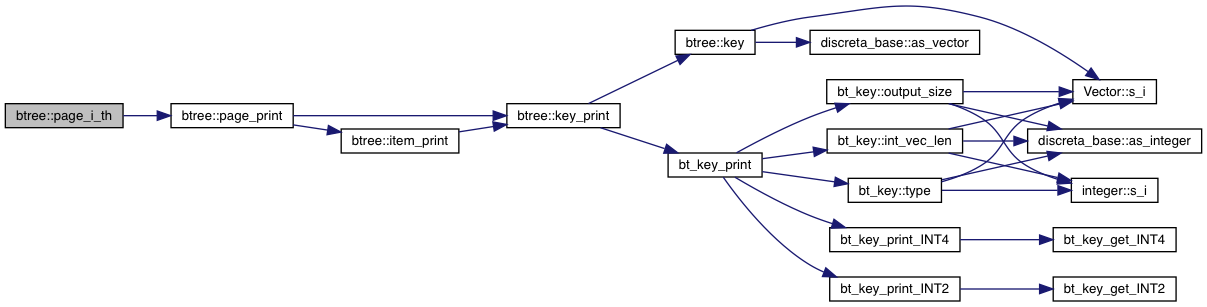 btree::page_i_th
btree::page_print
btree::item_print
btree::key_print
btree::key
bt_key_print
discreta_base::as_vector
bt_key::output_size
bt_key::int_vec_len
bt_key::type
bt_key_print_INT4
bt_key_print_INT2
Vector::s_i
discreta_base::as_integer
integer::s_i
bt_key_get_INT4
bt_key_get_INT2